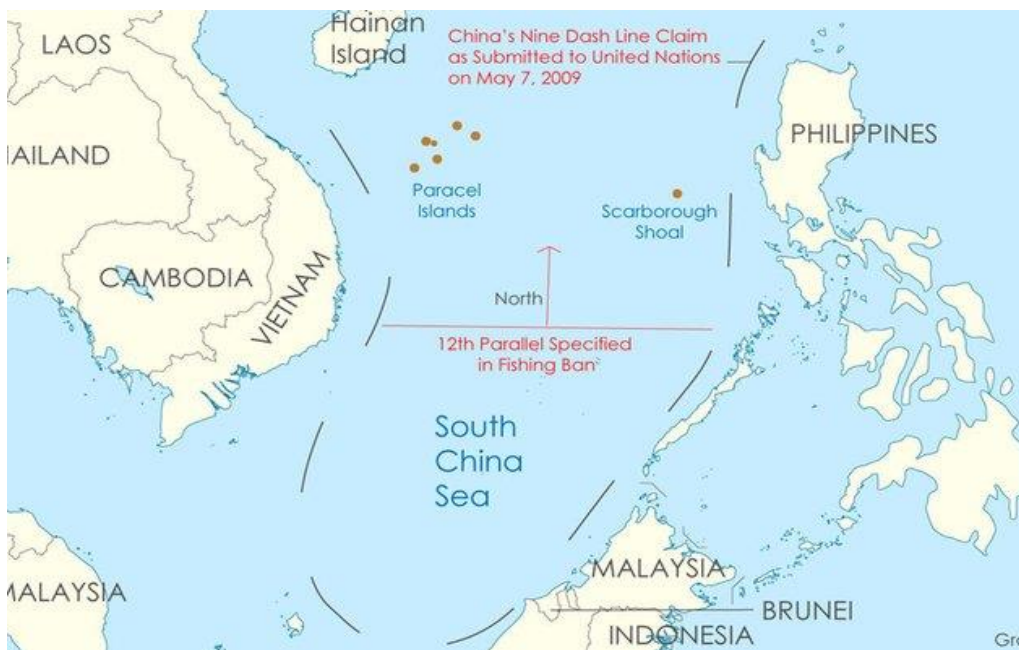 LAOS
Hainan
Island
China's Nine Dash Line Claim
as Submitted to United Nations
on May 7, 2009
AILAND
PHILIPPINES
Paracel
Islands
Scarborough
Shoal
CAMBODIA
VIETNAM
North
12th Parallel Specified
in Fishing Ban
South
China
Sea
MALAYSIA
MALAYSIA
BRUNEI
INDONESIA
Gr